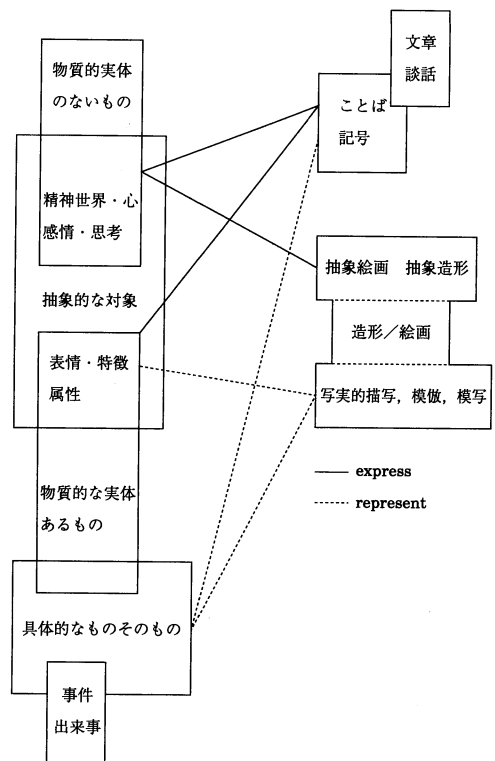 物質的実体
のないもの
精神世界・心
感情・思考
抽象的な対象
表情・特徴
属性
物質的な実体
あるもの
具体的なものそのもの
事件
出来事
文章
談話
ことば
記号
抽象絵画 抽象造形
造形／絵画
写実的描写，模倣，模写
express
represent